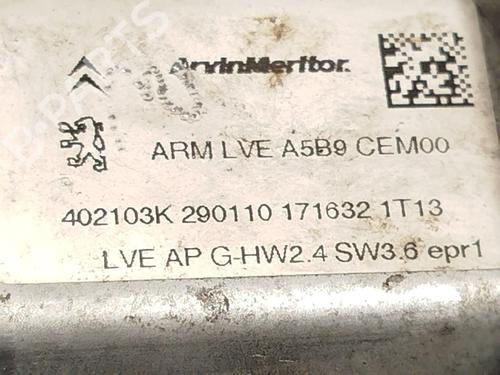 ArvinMeritor.
ARM LVE A5B9 CEM00
402103K 290110 171632 1T13
LVE AP G-HW2.4 SW3.6 epr1